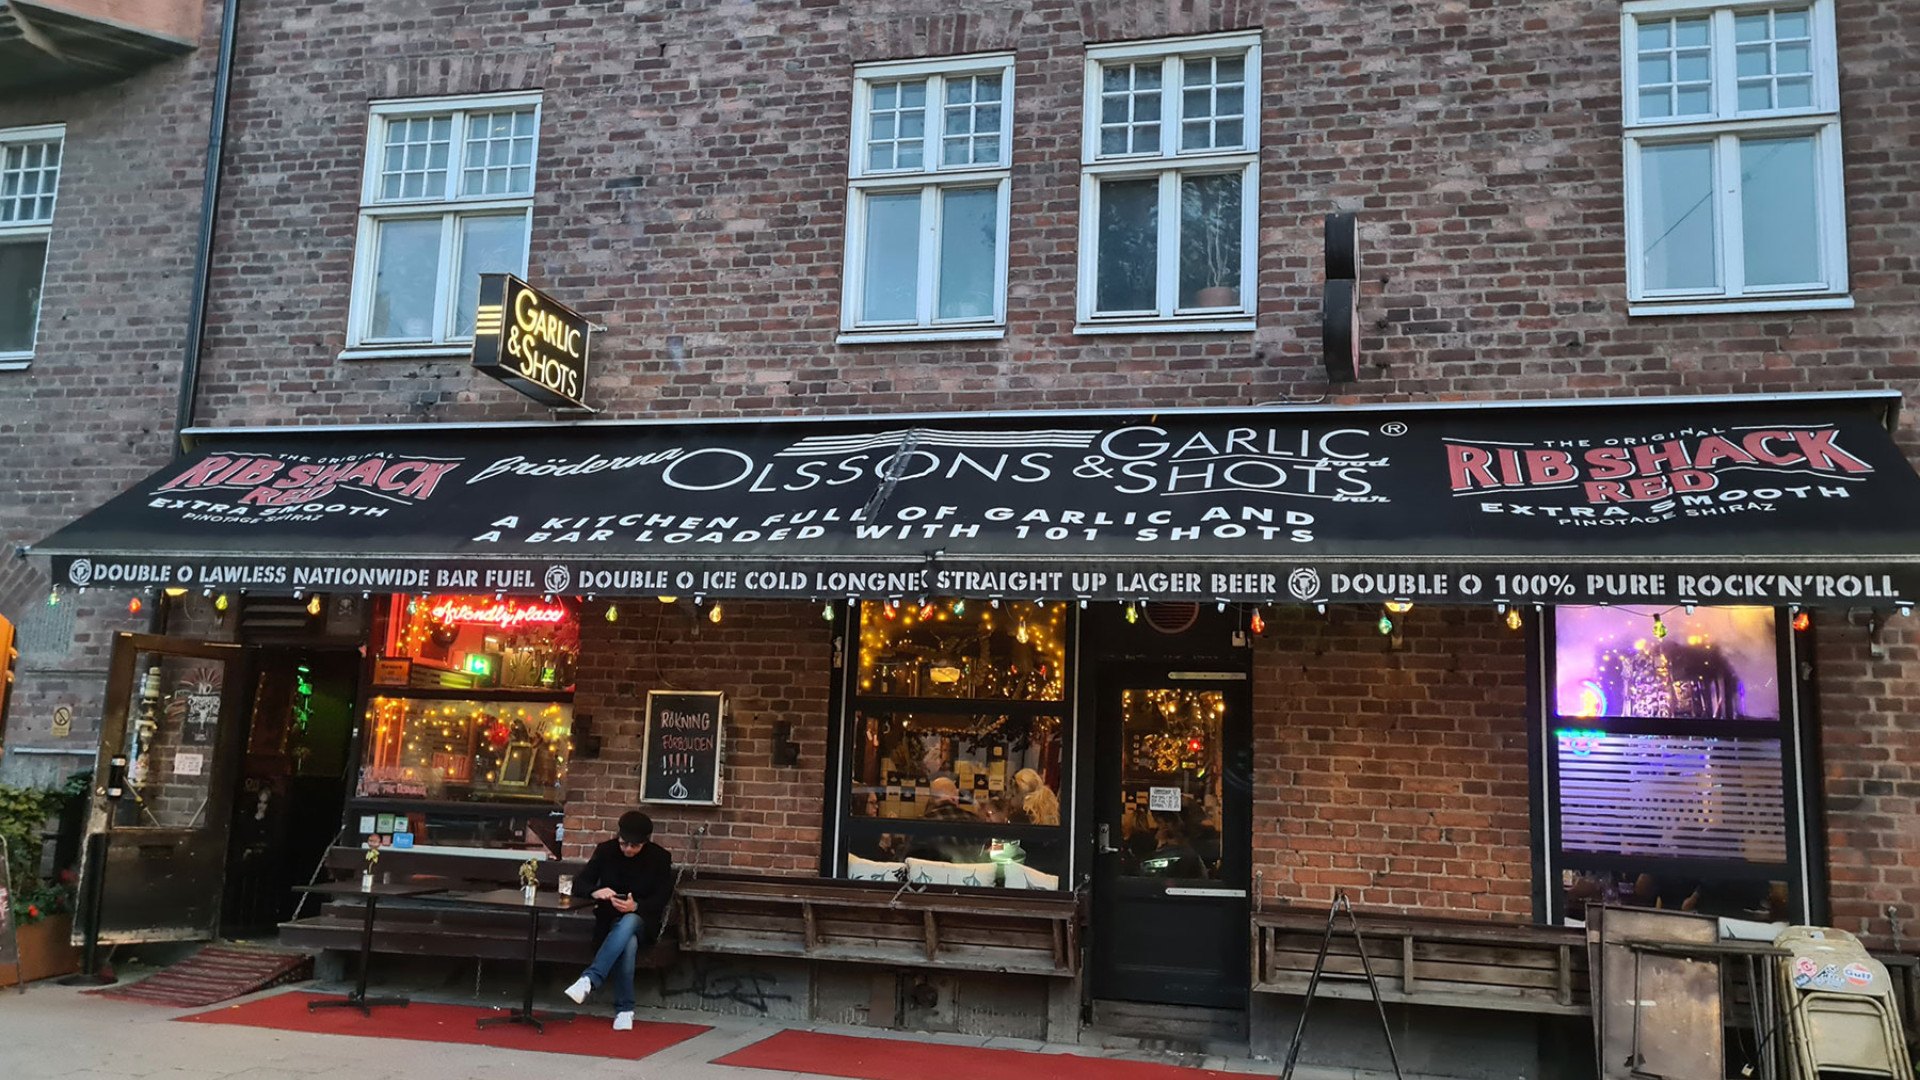 GARLIC
& SHOTS
THE ORIGINAL
RIB SHACK
RED
EXTRA SMOOTH
PINOTAGE SHIRAZ
Bröderna OLSSONS GARLIC & SHOTS ®
food
bar
A KITCHEN FULL OF GARLIC AND
A BAR LOADED WITH 101 SHOTS
THE ORIGINAL
RIB SHACK
RED
EXTRA SMOOTH
PINOTAGE SHIRAZ
DOUBLE O LAWLESS NATIONWIDE BAR FUEL DOUBLE O ICE COLD LONGNE STRAIGHT UP LAGER BEER DOUBLE O 100% PURE ROCK'N'ROLL
a friendly place
RÖKNING
FÖRBJUDEN
Gulf